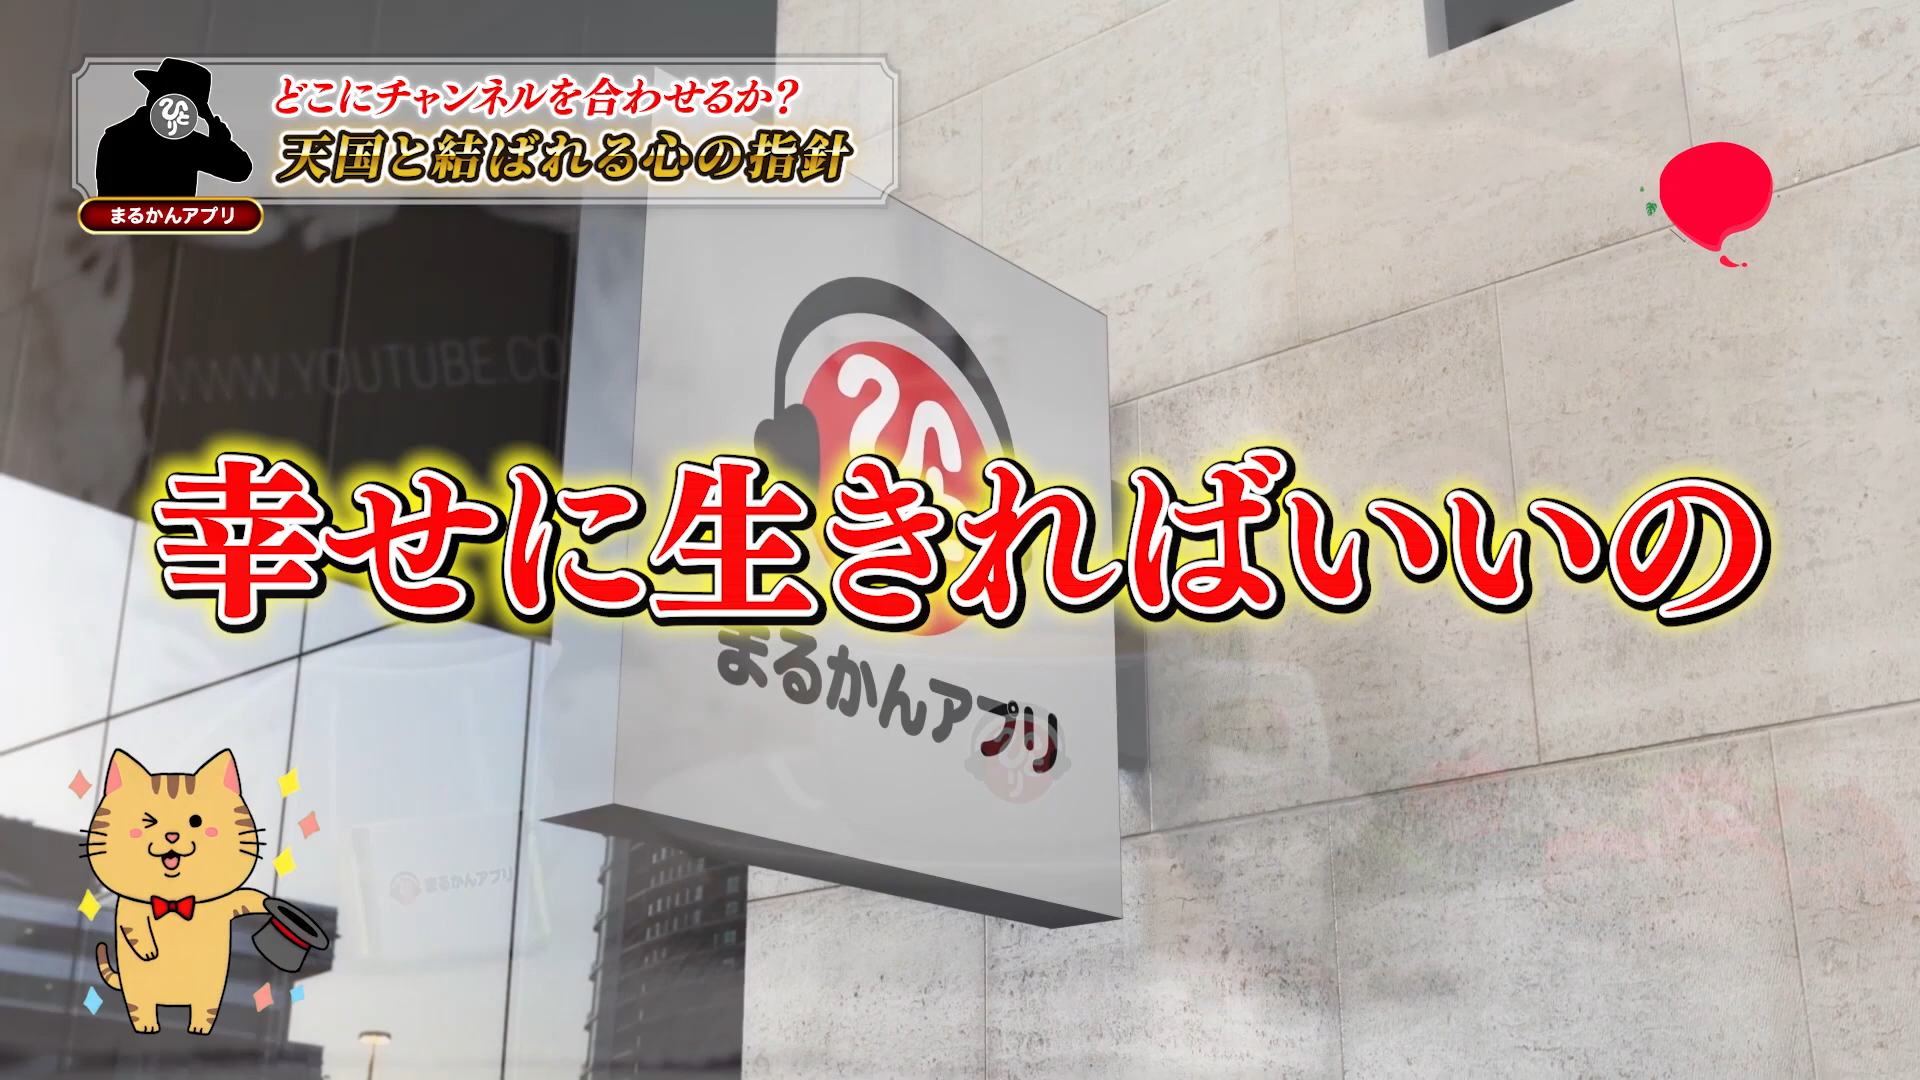 どこにチャンネルを合わせるか?
天国と結ばれる心の指針
ひとり
まるかんアプリ
WWW.YOUTUBE.CO
幸せに生きればいいの
まるかんアプリ
まるかんアプリ